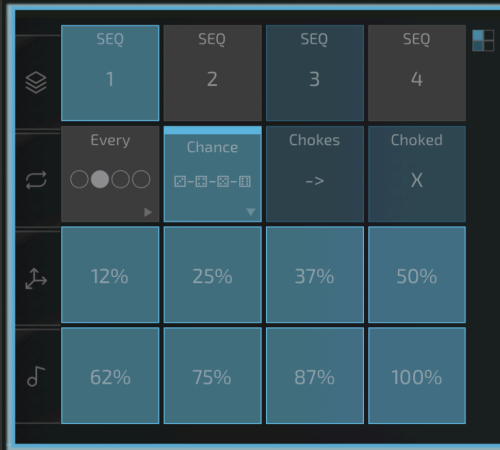 SEQ SEQ SEQ SEQ
1 2 3 4
Every Chance Chokes Choked
-> X
12% 25% 37% 50%
62% 75% 87% 100%